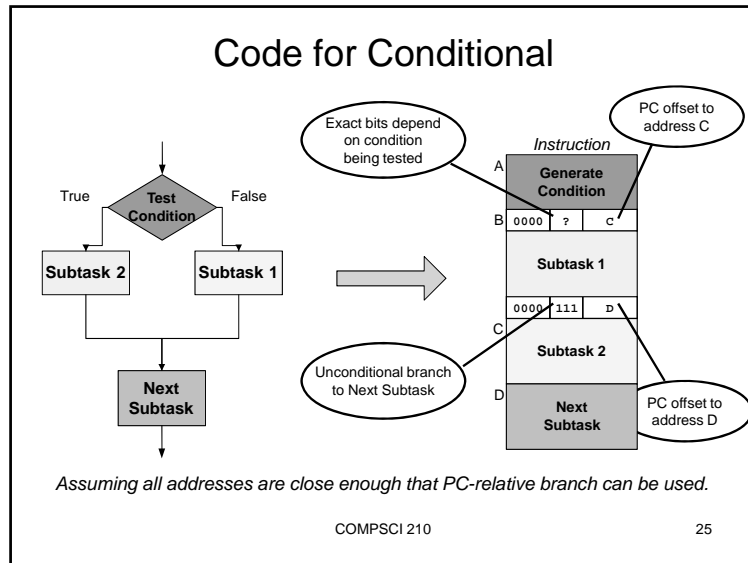 Code for Conditional
True
False
Test
Condition
Subtask 2
Subtask 1
Next
Subtask
Exact bits depend
on condition
being tested
PC offset to
address C
Instruction
A
Generate
Condition
B
0000 ? C
Subtask 1
0000 111 D
C
Subtask 2
Unconditional branch
to Next Subtask
D
Next
Subtask
PC offset to
address D
Assuming all addresses are close enough that PC-relative branch can be used.
COMPSCI 210
25